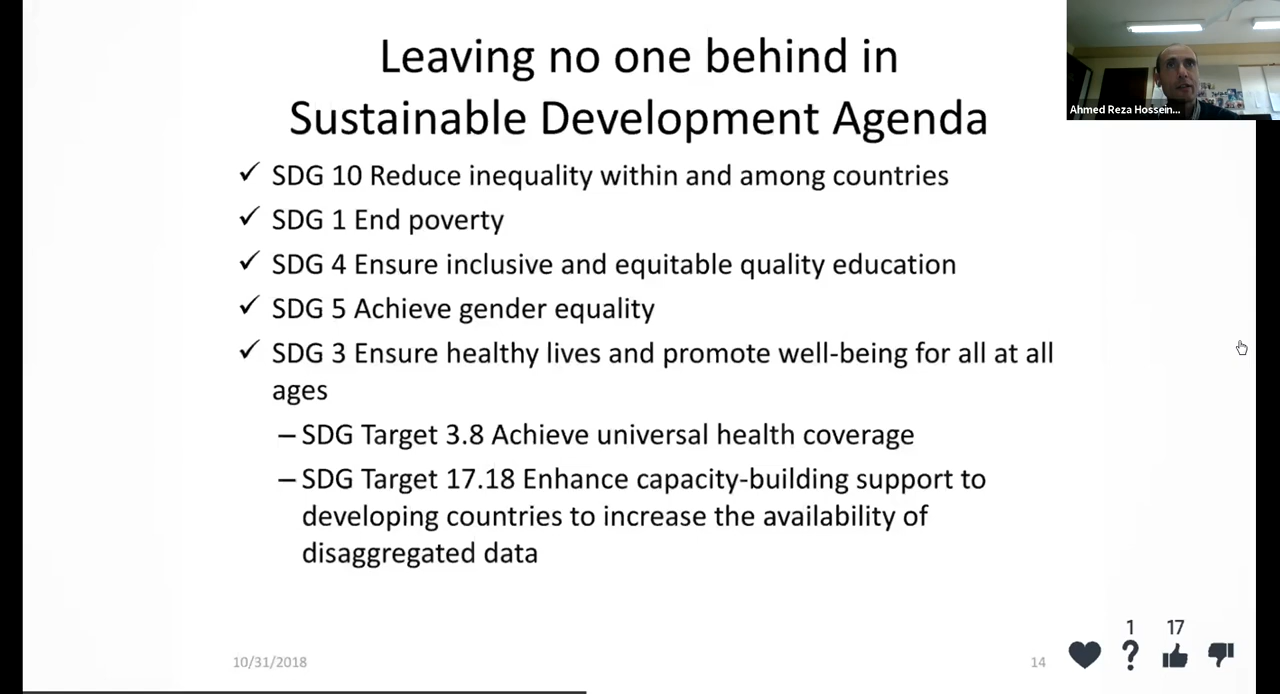 Leaving no one behind in
Sustainable Development Agenda
Ahmed Reza Hossein...
✓ SDG 10 Reduce inequality within and among countries
✓ SDG 1 End poverty
✓ SDG 4 Ensure inclusive and equitable quality education
✓ SDG 5 Achieve gender equality
✓ SDG 3 Ensure healthy lives and promote well-being for all at all
ages
– SDG Target 3.8 Achieve universal health coverage
– SDG Target 17.18 Enhance capacity-building support to
developing countries to increase the availability of
disaggregated data
1 17
10/31/2018 14